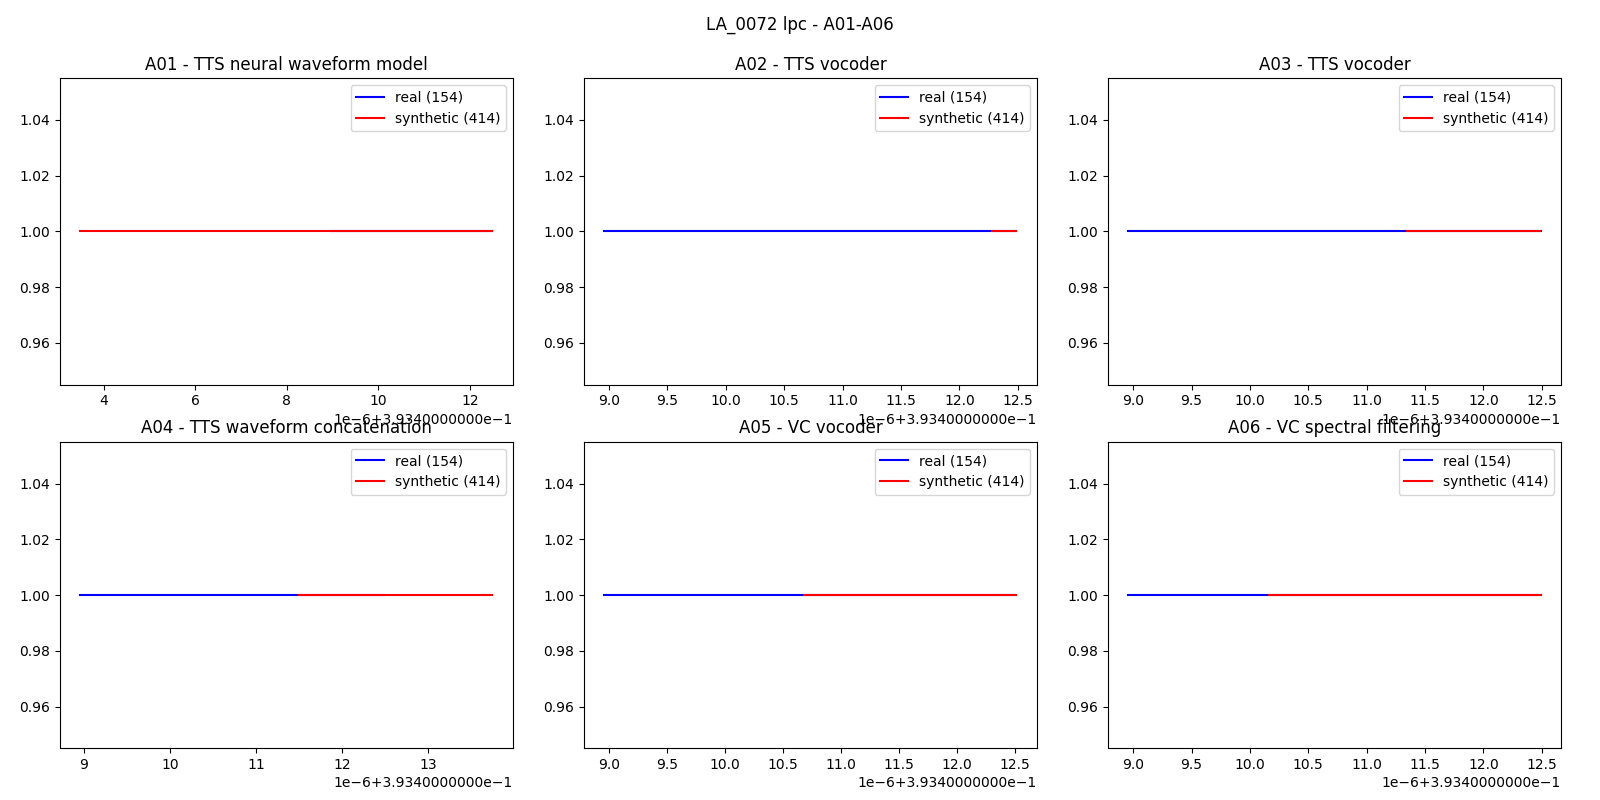 LA_0072 lpc - A01-A06
A01 - TTS neural waveform model
real (154)
synthetic (414)
1.04
1.02
1.00
0.98
0.96
4 6 8 10 12
1e-6+3.9340000000e-1
A02 - TTS vocoder
real (154)
synthetic (414)
1.04
1.02
1.00
0.98
0.96
9.0 9.5 10.0 10.5 11.0 11.5 12.0 12.5
1e-6+3.9340000000e-1
A03 - TTS vocoder
real (154)
synthetic (414)
1.04
1.02
1.00
0.98
0.96
9.0 9.5 10.0 10.5 11.0 11.5 12.0 12.5
1e-6+3.9340000000e-1
A04 - TTS waveform concatenation
real (154)
synthetic (414)
1.04
1.02
1.00
0.98
0.96
9 10 11 12 13
1e-6+3.9340000000e-1
A05 - VC vocoder
real (154)
synthetic (414)
1.04
1.02
1.00
0.98
0.96
9.0 9.5 10.0 10.5 11.0 11.5 12.0 12.5
1e-6+3.9340000000e-1
A06 - VC spectral filtering
real (154)
synthetic (414)
1.04
1.02
1.00
0.98
0.96
9.0 9.5 10.0 10.5 11.0 11.5 12.0 12.5
1e-6+3.9340000000e-1